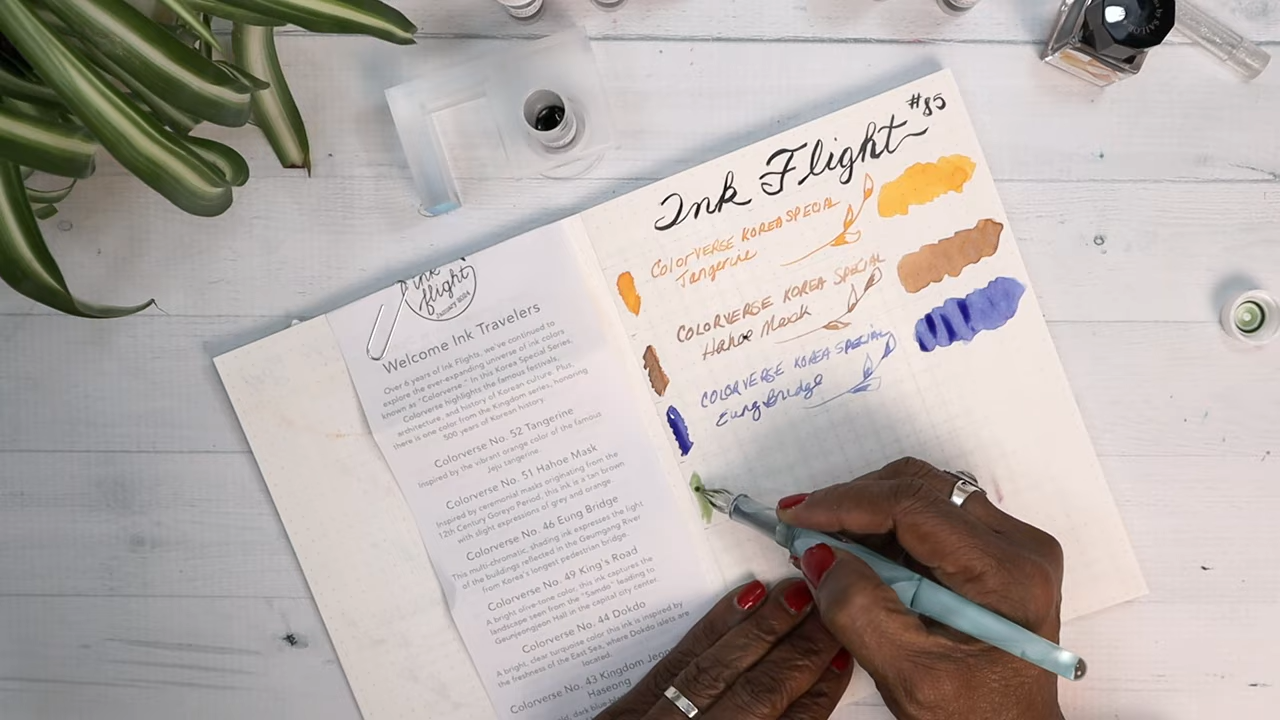 ink
flight
JANUARY 2024
Welcome Ink Travelers
Over 6 years of Ink Flights, we've continued to
explore the ever-expanding universe of ink colors
known as "Colorverse." In this Korea Special Series,
Colorverse highlights the famous festivals,
architecture, and history of Korean culture. Plus,
there is one color from the Kingdom series, honoring
500 years of Korean history.
Colorverse No. 52 Tangerine
Inspired by the vibrant orange color of the famous
Jeju tangerine.
Colorverse No. 51 Hahoe Mask
Inspired by ceremonial masks originating from the
12th Century Goreyo Period, this ink is a tan brown
with slight expressions of grey and orange
Colorverse No. 46 Eung Bridge
This multi-chromatic, shading ink expresses the light
of the buildings reflected in the Geumgang River
from Korea's longest pedestrian bridge.
Colorverse No. 49 King's Road
A bright olive-tone color, this ink captures the
landscape seen from the "Samdo" leading to
Geunjeongjeon Hall in the capital city center.
Colorverse No. 44 Dokdo
A bright, clear turquoise color this ink is inspired by
the freshness of the East Sea, where Dokdo islets are
located.
Colorverse No. 43 Kingdom
Haseong
dark blue
#85
Ink Flight
COLORVERSE KOREA SPECIAL
Tangerine
COLORVERSE KOREA SPECIAL
Hahoe Mask
COLORVERSE KOREA SPECIAL
Eung Bridge